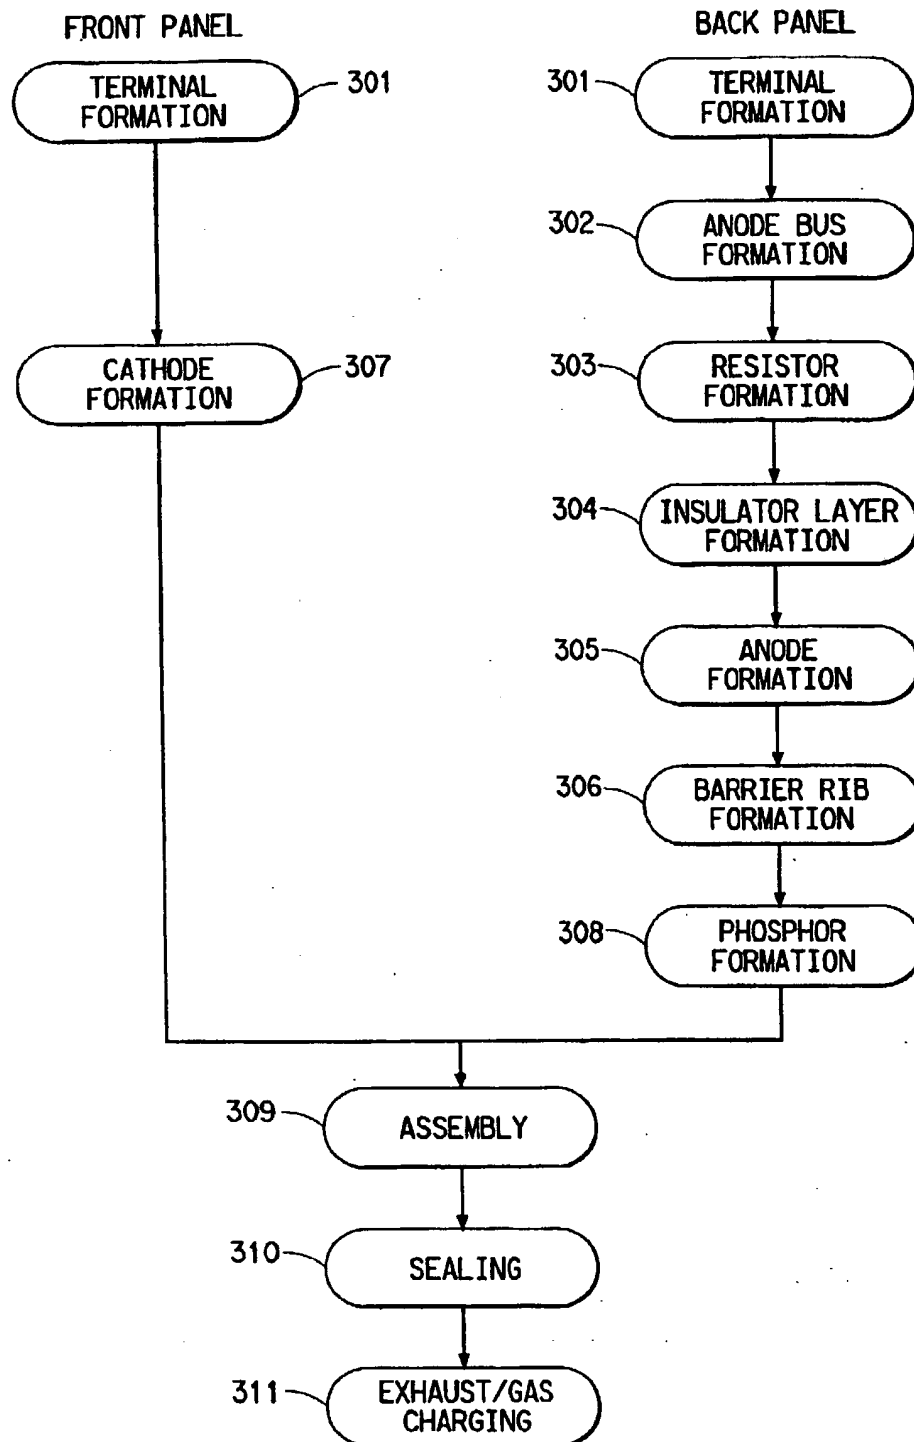 FRONT PANEL
TERMINAL
FORMATION
301
CATHODE
FORMATION
307
BACK PANEL
301
TERMINAL
FORMATION
302
ANODE BUS
FORMATION
303
RESISTOR
FORMATION
304
INSULATOR LAYER
FORMATION
305
ANODE
FORMATION
306
BARRIER RIB
FORMATION
308
PHOSPHOR
FORMATION
309
ASSEMBLY
310
SEALING
311
EXHAUST/GAS
CHARGING